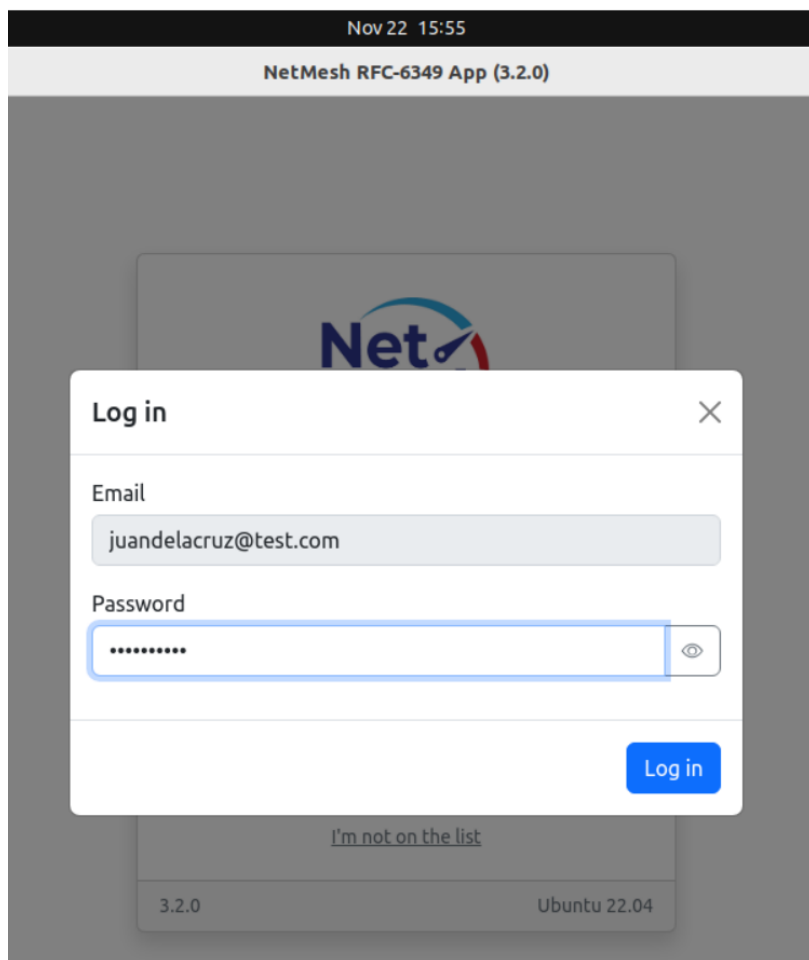 Nov 22 15:55
NetMesh RFC-6349 App (3.2.0)
Net
Log in
Email
juandelacruz@test.com
Password
••••••••••
Log in
I'm not on the list
3.2.0 Ubuntu 22.04